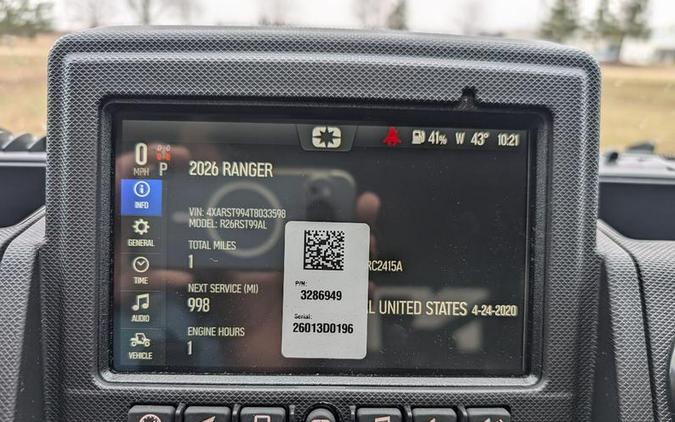 0
MPH
P
41%
W 43°
10:21
2026 RANGER
INFO
VIN: 4XARST994T8033598
MODEL: R26RST99AL
GENERAL
TOTAL MILES
1
RC2415A
TIME
P/N:
3286949
NEXT SERVICE (MI)
998
L UNITED STATES 4-24-2020
AUDIO
Serial:
26013D0196
ENGINE HOURS
1
VEHICLE